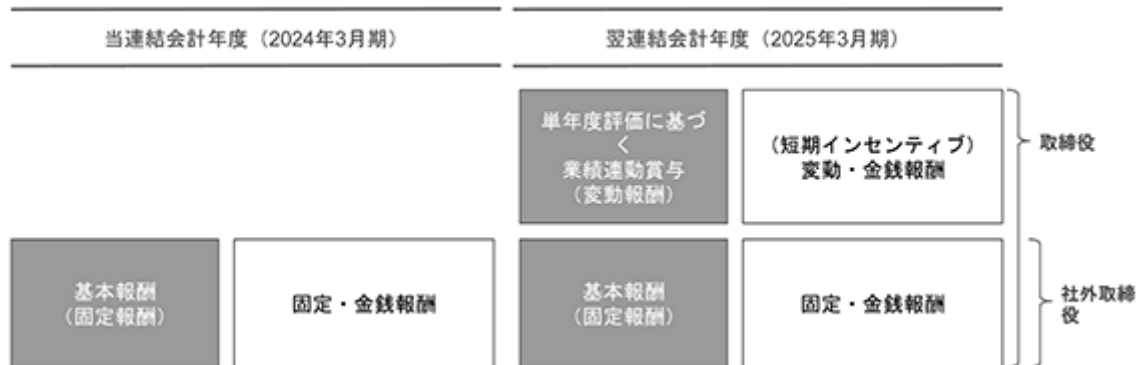 当連結会計年度（2024年3月期）
翌連結会計年度（2025年3月期）
単年度評価に基づ
く
業績連動賞与
（変動報酬）
（短期インセンティブ）
変動・金銭報酬
取締役
基本報酬
（固定報酬）
固定・金銭報酬
基本報酬
（固定報酬）
固定・金銭報酬
社外取締
役